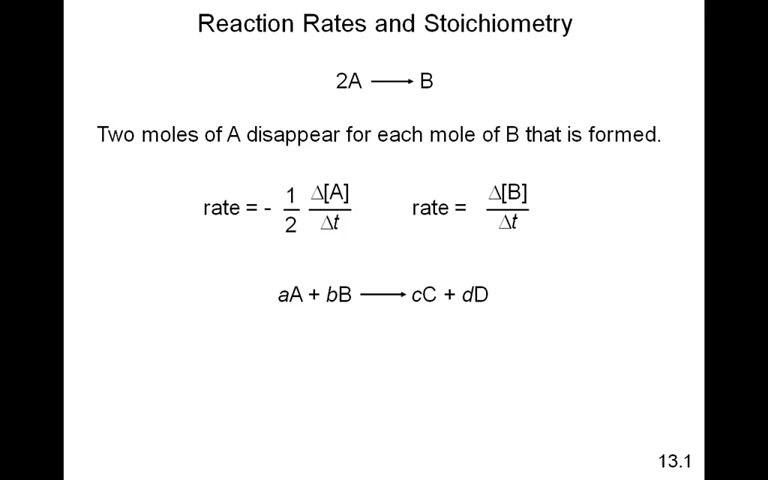 Reaction Rates and Stoichiometry
2A ⟶ B
Two moles of A disappear for each mole of B that is formed.
rate = - 1/2 Δ[A]/Δt rate = Δ[B]/Δt
aA + bB ⟶ cC + dD
13.1